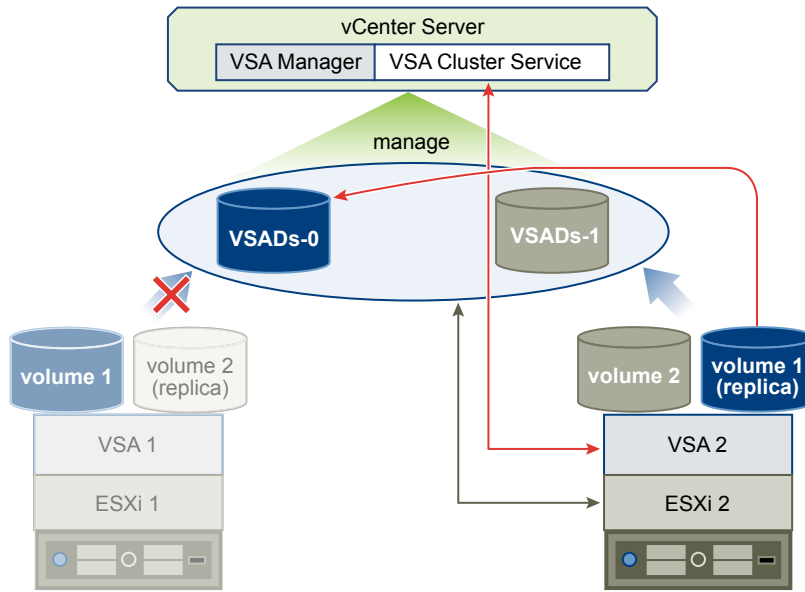 vCenter Server
VSA Manager
VSA Cluster Service
manage
VSADs-0
VSADs-1
volume 1
volume 2
(replica)
volume 2
volume 1
(replica)
VSA 1
VSA 2
ESXi 1
ESXi 2